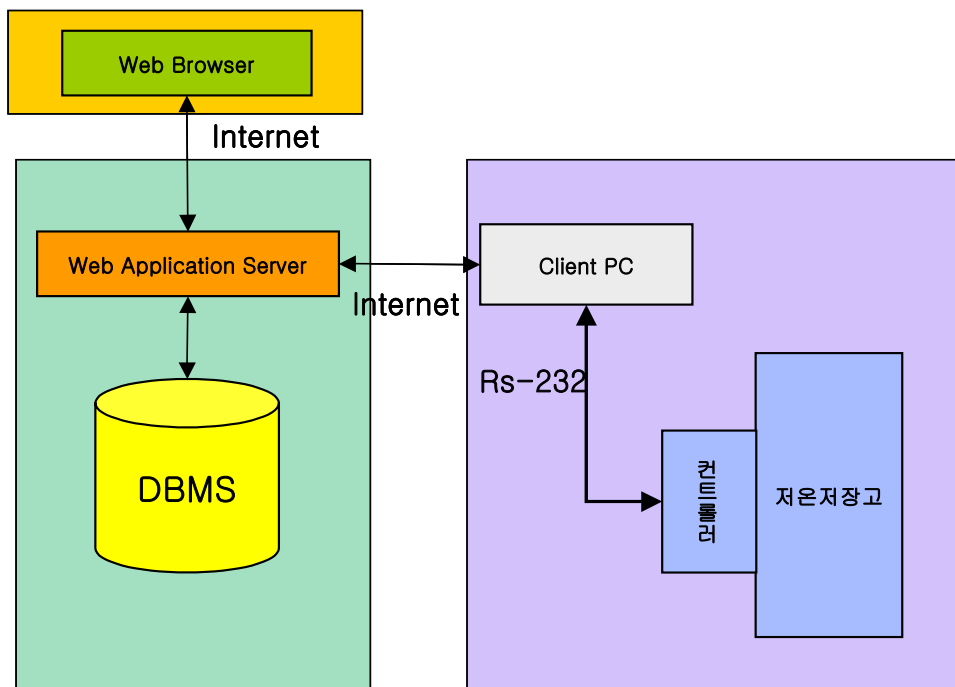 Web Browser
Internet
Web Application Server
Client PC
Internet
Rs-232
DBMS
컨트롤러
저온저장고